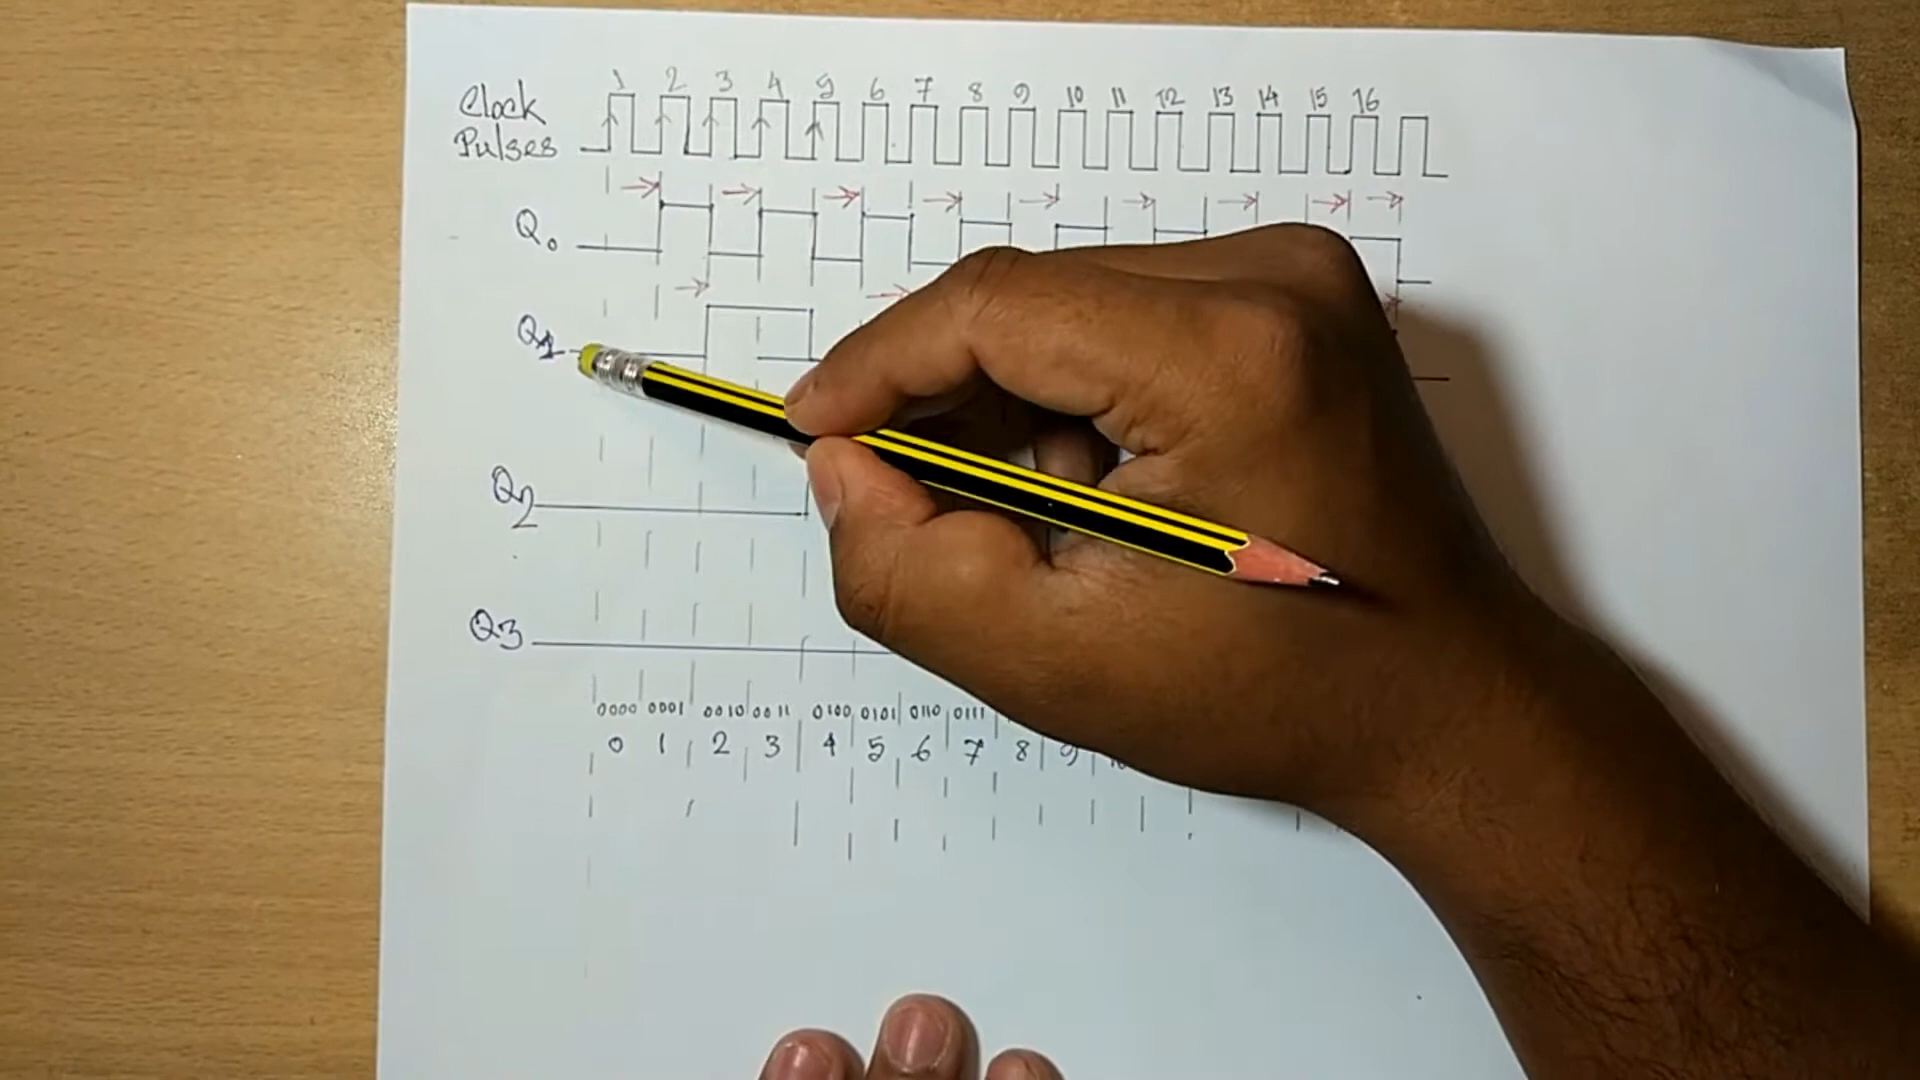 1 2 3 4 5 6 7 8 9 10 11 12 13 14 15 16
Clock
Pulses
Q0
Q1
Q2
Q3
0000 0001 0010 0011 0100 0101 0110 0111
0 1 2 3 4 5 6 7 8 9